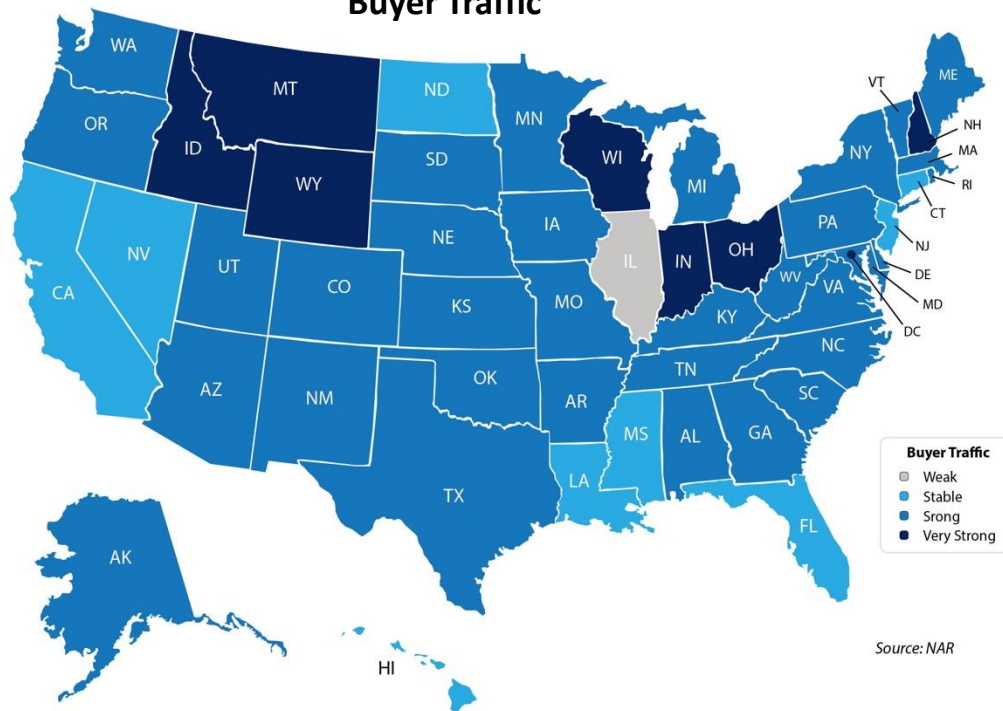 Buyer Traffic
WA
MT
ND
MN
VT
ME
OR
ID
WI
NH
SD
NY
MA
WY
MI
RI
CT
IA
PA
NE
NJ
NV
UT
IL
IN
OH
CA
CO
WV
DE
VA
KS
MO
MD
KY
DC
NC
TN
AZ
NM
OK
AR
SC
MS
AL
GA
Buyer Traffic
Weak
Stable
Srong
Very Strong
LA
TX
FL
AK
Source: NAR
HI